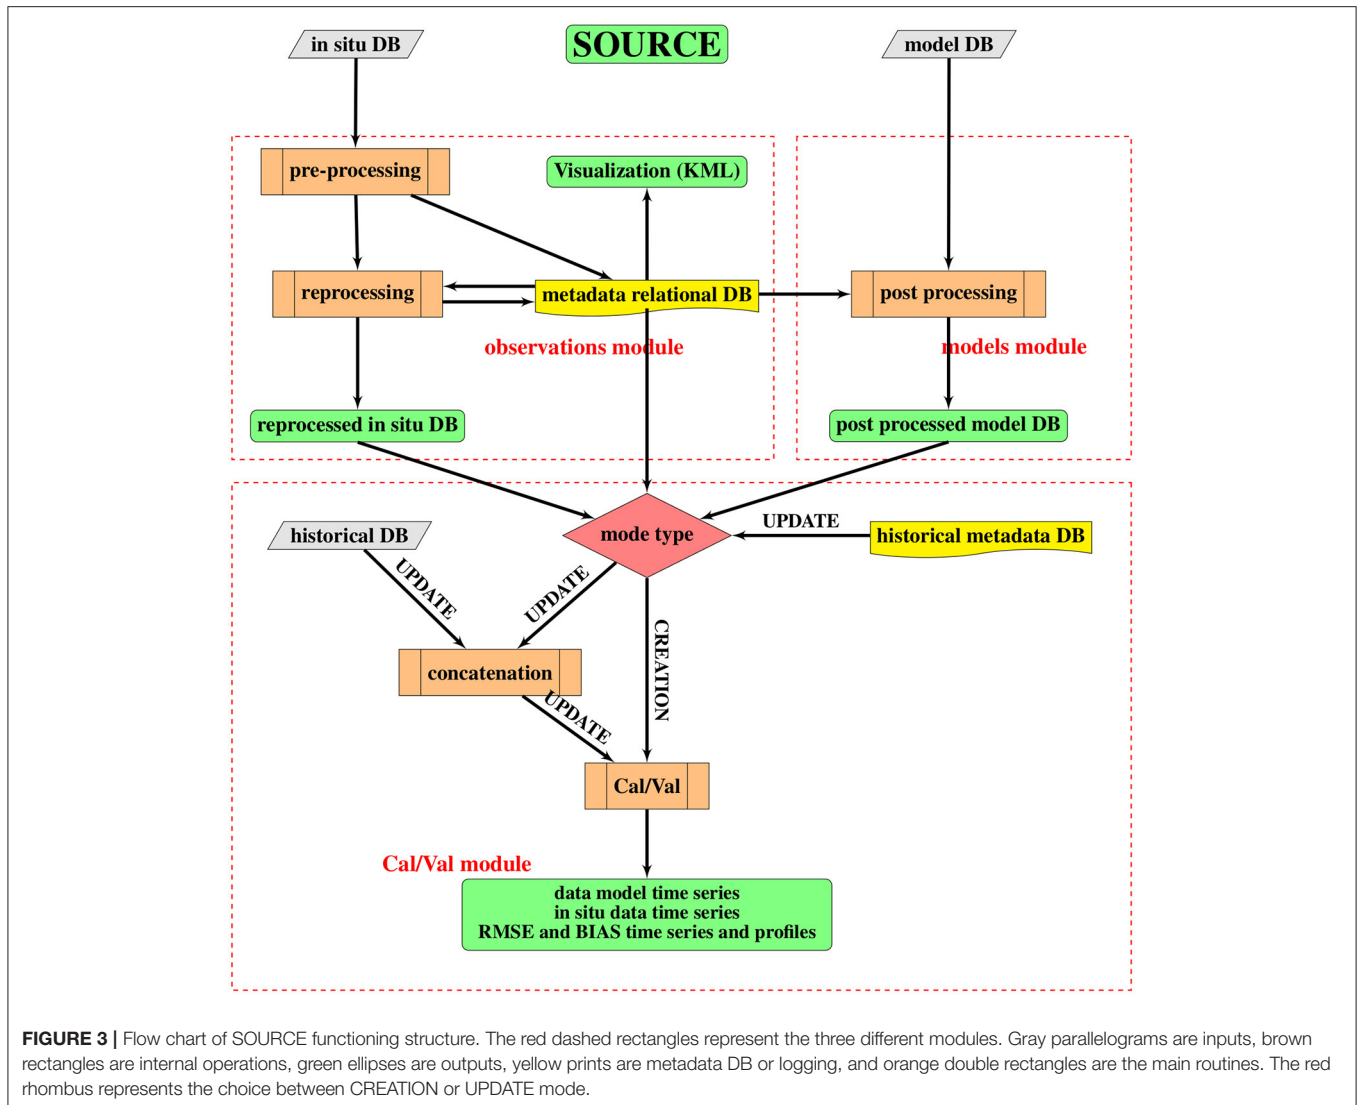 in situ DB
SOURCE
model DB
pre-processing
Visualization (KML)
reprocessing
metadata relational DB
post processing
observations module
models module
reprocessed in situ DB
post processed model DB
historical DB
mode type
UPDATE
historical metadata DB
UPDATE
UPDATE
CREATION
concatenation
UPDATE
Cal/Val
Cal/Val module
data model time series
in situ data time series
RMSE and BIAS time series and profiles
FIGURE 3 | Flow chart of SOURCE functioning structure. The red dashed rectangles represent the three different modules. Gray parallelograms are inputs, brown
rectangles are internal operations, green ellipses are outputs, yellow prints are metadata DB or logging, and orange double rectangles are the main routines. The red
rhombus represents the choice between CREATION or UPDATE mode.